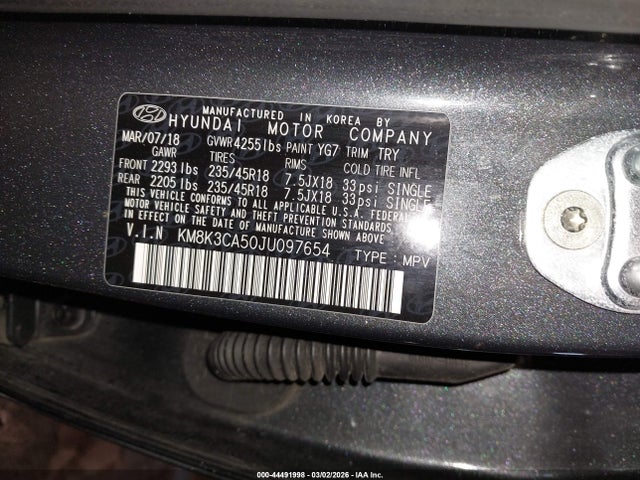 MANUFACTURED IN KOREA BY
HYUNDAI MOTOR COMPANY
MAR/07/18 GVWR 4255 lbs PAINT YG7 TRIM TRY
GAWR TIRES RIMS COLD TIRE INFL
FRONT 2293 lbs 235/45R18 7.5JX18 33psi SINGLE
REAR 2205 lbs 235/45R18 7.5JX18 33psi SINGLE
THIS VEHICLE CONFORMS TO ALL APPLICABLE U.S.A. FEDERAL
MOTOR VEHICLE SAFETY AND THEFT PREVENTION STANDARDS
IN EFFECT ON THE DATE OF MANUFACTURE SHOWN ABOVE.
V.I.N KM8K3CA50JU097654 TYPE : MPV
000-44491998 - 03/02/2026 - IAA Inc.